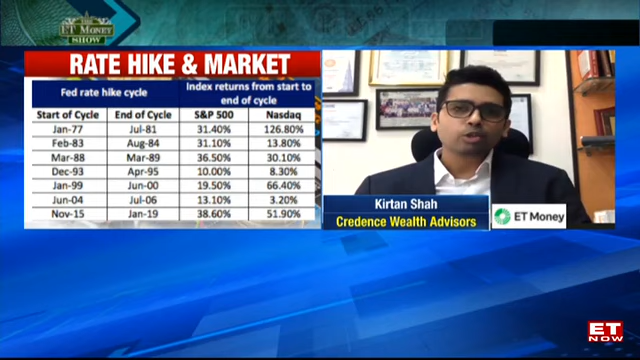 ET MONEY
SHOW
RATE HIKE & MARKET
Fed rate hike cycle Index returns from start to end of cycle
Start of Cycle End of Cycle S&P 500 Nasdaq
Jan-77 Jul-81 31.40% 126.80%
Feb-83 Aug-84 31.10% 13.80%
Mar-88 Mar-89 36.50% 30.10%
Dec-93 Apr-95 10.00% 8.30%
Jan-99 Jun-00 19.50% 66.40%
Jun-04 Jul-06 13.10% 3.20%
Nov-15 Jan-19 38.60% 51.90%
Kirtan Shah
Credence Wealth Advisors
ET Money
ET
NOW